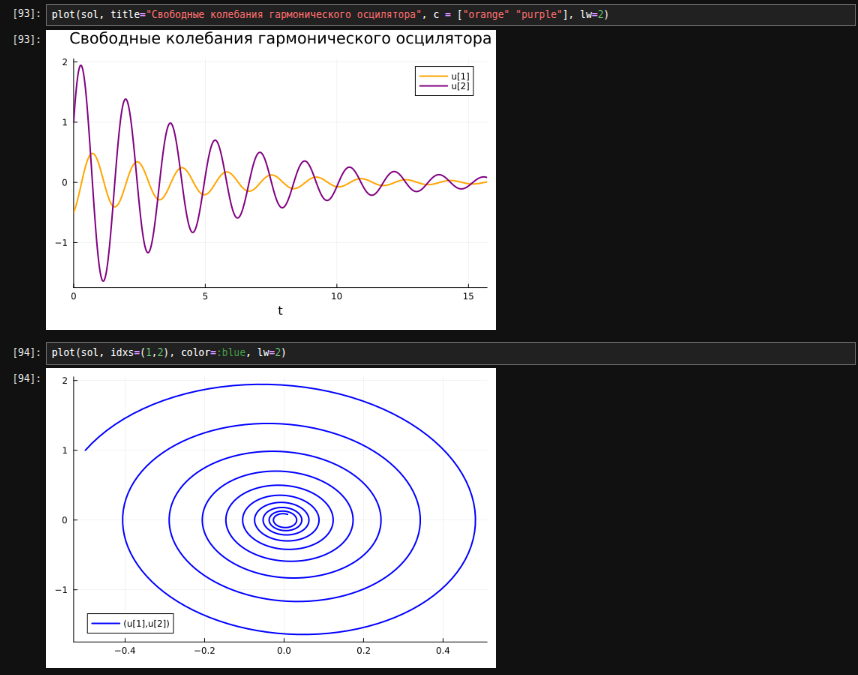 [93]: plot(sol, title="Свободные колебания гармонического осцилятора", c = ["orange" "purple"], lw=2)
[93]: Свободные колебания гармонического осцилятора
2
1
0
−1
u[1]
u[2]
0 5 10 15
t
[94]: plot(sol, idxs=(1,2), color=:blue, lw=2)
[94]:
2
1
0
−1
(u[1],u[2])
−0.4 −0.2 0.0 0.2 0.4